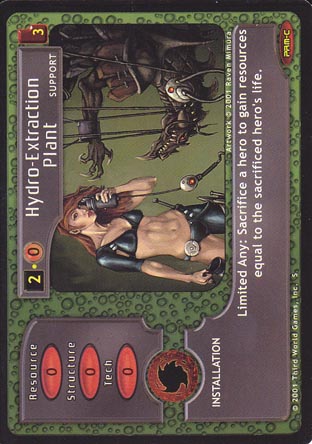 2 · 0
Hydro-Extraction
Plant
SUPPORT
3
Artwork © 2001 Raven Mimura
Resource
0
Structure
0
Tech
0
INSTALLATION
Limited Any: Sacrifice a hero to gain resources
equal to the sacrificed hero's life.
© 2001 Third World Games, Inc. S
PRM-C